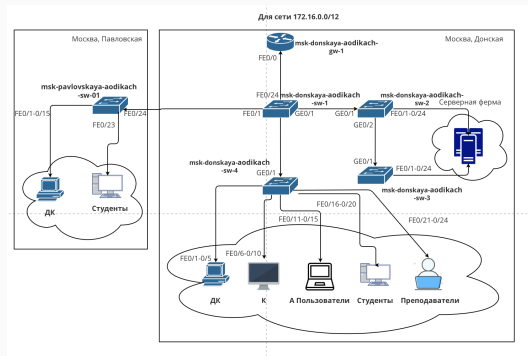 Для сети 172.16.0.0/12
Москва, Павловская
Москва, Донская
msk-donskaya-aodikach-
gw-1
FE0/0
msk-pavlovskaya-aodikach
-sw-01
FE0/24
msk-donskaya-aodikach
-sw-1
msk-donskaya-aodikach-
sw-2
Серверная ферма
FE0/1-0/15
FE0/24
FE0/1
GE0/1
GE0/1
FE0/1-0/24
FE0/23
GE0/2
msk-donskaya-aodikach
-sw-4
GE0/1
GE0/1
FE0/1-0/24
msk-donskaya-aodikach
-sw-3
FE0/16-0/20
FE0/11-0/15
FE0/21-0/24
ДК
Студенты
FE0/1-0/5
FE0/6-0/10
ДК
К
А Пользователи
Студенты
Преподаватели